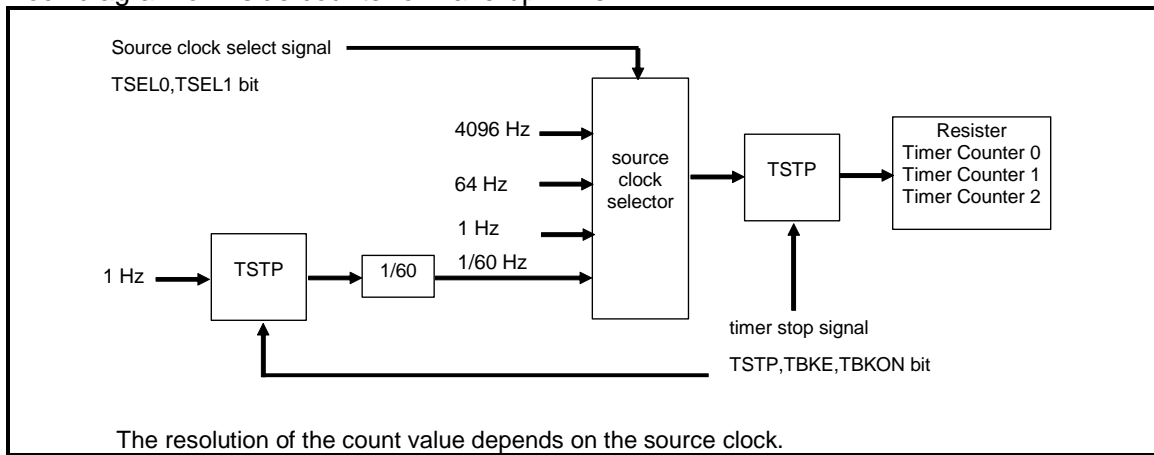 Source clock select signal
TSEL0,TSEL1 bit
4096 Hz
64 Hz
1 Hz
1/60 Hz
1 Hz
TSTP
1/60
source
clock
selector
TSTP
Resister
Timer Counter 0
Timer Counter 1
Timer Counter 2
timer stop signal
TSTP,TBKE,TBKON bit
The resolution of the count value depends on the source clock.